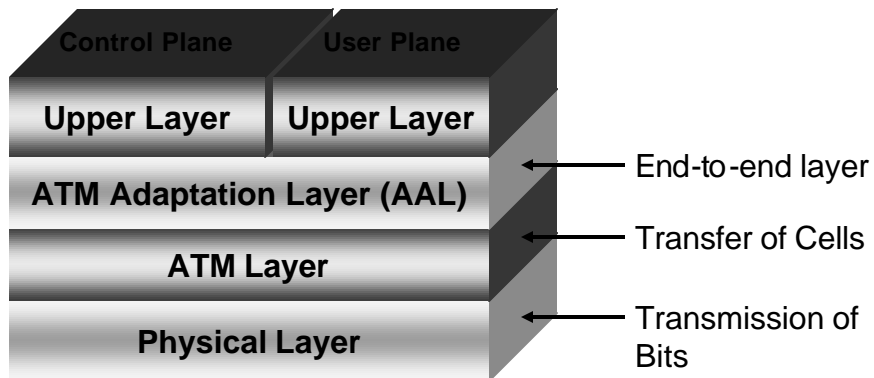 Control Plane
User Plane
Upper Layer
Upper Layer
ATM Adaptation Layer (AAL)
End-to-end layer
ATM Layer
Transfer of Cells
Physical Layer
Transmission of
Bits